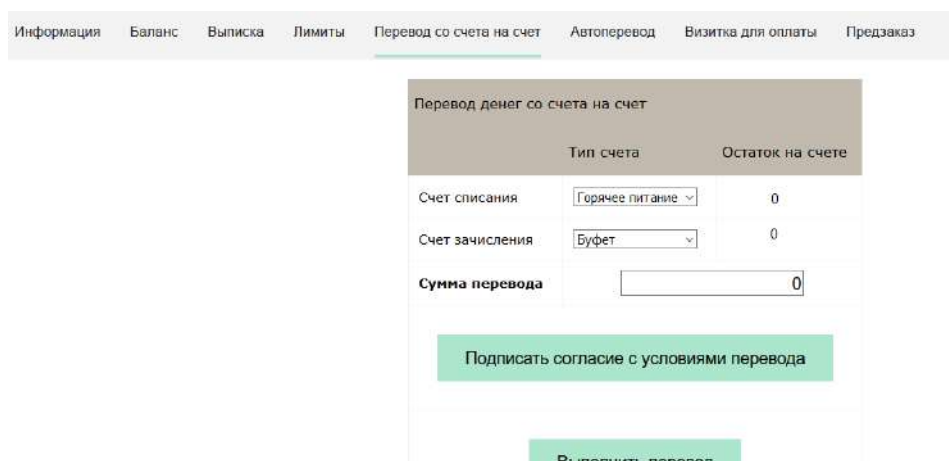 Информация Баланс Выписка Лимиты Перевод со счета на счет Автоперевод Визитка для оплаты Предзаказ
Перевод денег со счета на счет
Тип счета Остаток на счете
Счет списания Горячее питание 0
Счет зачисления Буфет 0
Сумма перевода 0
Подписать согласие с условиями перевода
Выполнить перевод